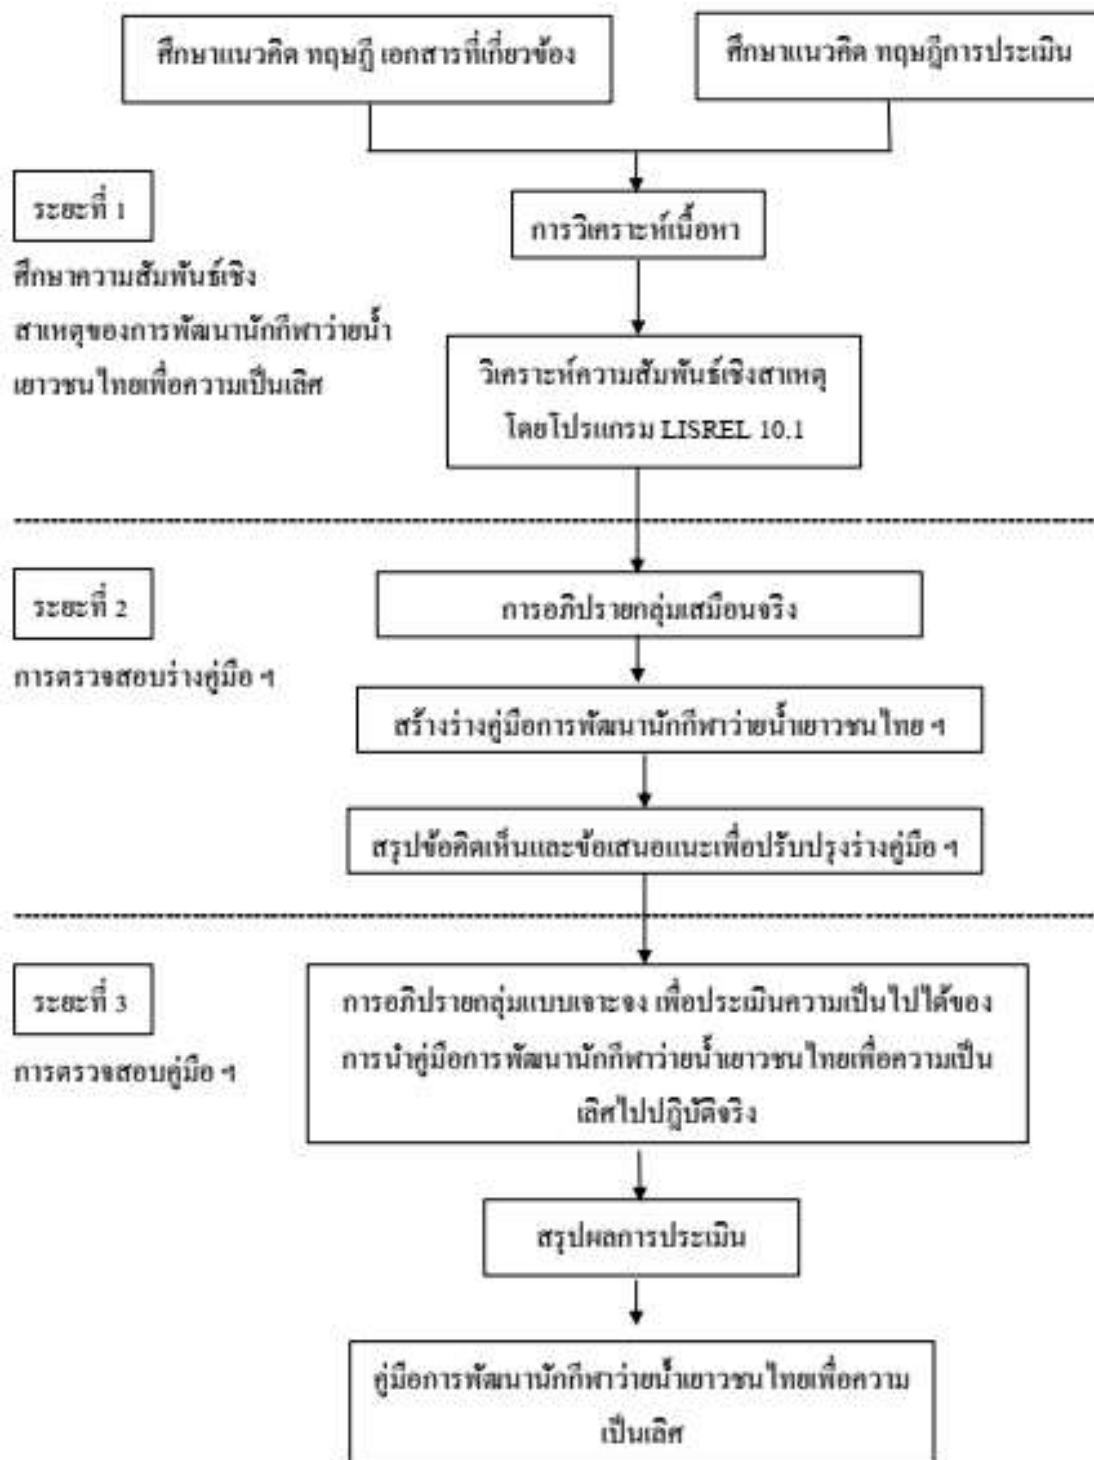 ศึกษาแนวคิด ทฤษฎี เอกสารที่เกี่ยวข้อง
ศึกษาแนวคิด ทฤษฎีการประเมิน
ระยะที่ 1
ศึกษาความสัมพันธ์เชิง
สาเหตุของการพัฒนานักกีฬาว่ายน้ำ
เยาวชนไทยเพื่อความเป็นเลิศ
การวิเคราะห์เนื้อหา
วิเคราะห์ความสัมพันธ์เชิงสาเหตุ
โดยโปรแกรม LISREL 10.1
ระยะที่ 2
การตรวจสอบร่างคู่มือ ฯ
การอภิปรายกลุ่มเสมือนจริง
สร้างร่างคู่มือการพัฒนานักกีฬาว่ายน้ำเยาวชนไทย ฯ
สรุปข้อคิดเห็นและข้อเสนอแนะเพื่อปรับปรุงร่างคู่มือ ฯ
ระยะที่ 3
การตรวจสอบคู่มือ ฯ
การอภิปรายกลุ่มแบบเจาะจง เพื่อประเมินความเป็นไปได้ของ
การนำคู่มือการพัฒนานักกีฬาว่ายน้ำเยาวชนไทยเพื่อความเป็น
เลิศไปปฏิบัติจริง
สรุปผลการประเมิน
คู่มือการพัฒนานักกีฬาว่ายน้ำเยาวชนไทยเพื่อความ
เป็นเลิศ